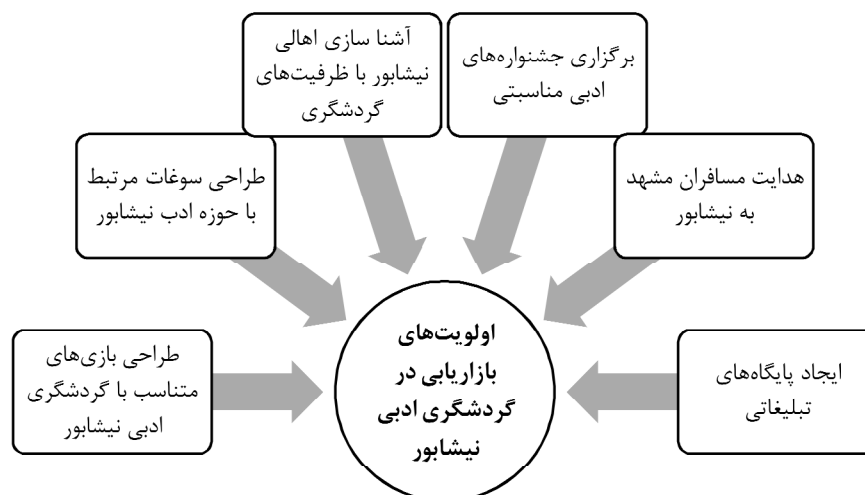 آشنا سازی اهالی
نیشابور با ظرفیت‌های
گردشگری
برگزاری جشنواره‌های
ادبی مناسبتی
طراحی سوغات مرتبط
با حوزه ادب نیشابور
هدایت مسافران مشهد
به نیشابور
طراحی بازی‌های
متناسب با گردشگری
ادبی نیشابور
اولویت‌های
بازاریابی در
گردشگری ادبی
نیشابور
ایجاد پایگاه‌های
تبلیغاتی